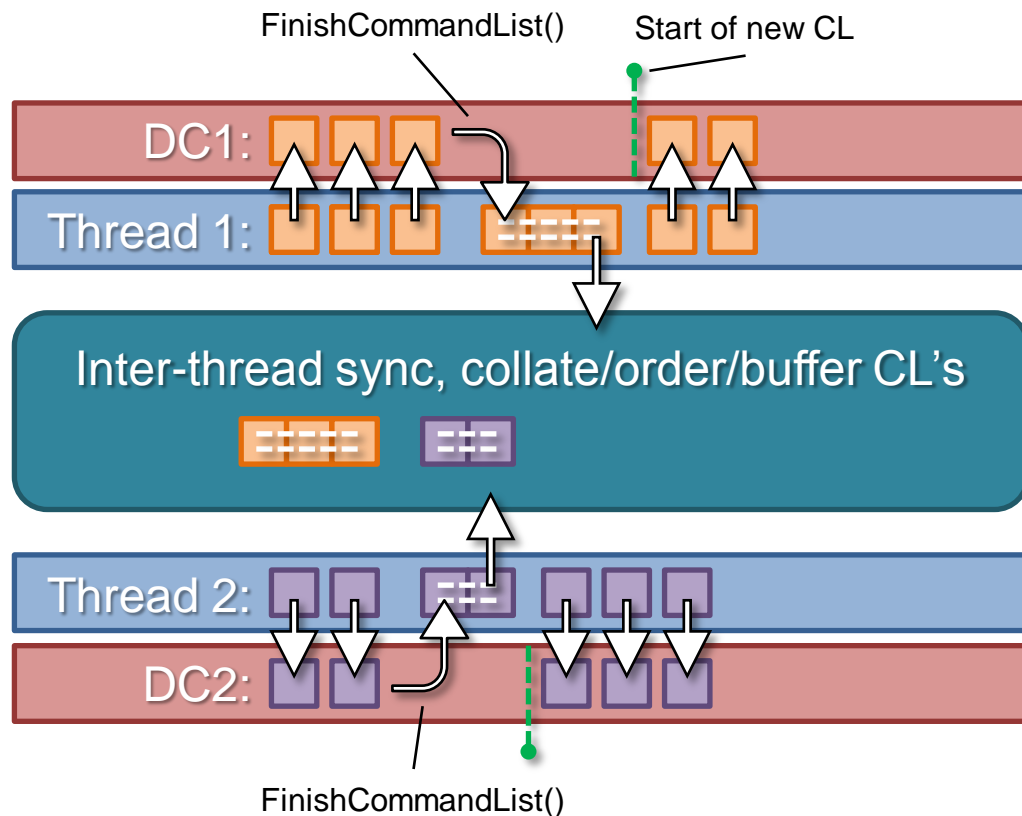 FinishCommandList()
Start of new CL
DC1:
Thread 1:
Inter-thread sync, collate/order/buffer CL's
Thread 2:
DC2:
FinishCommandList()